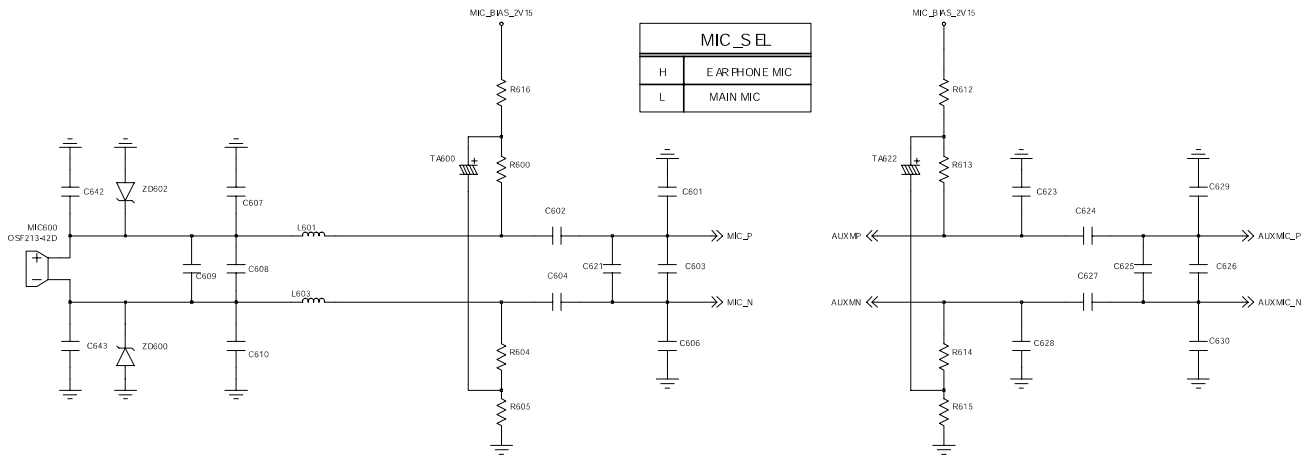 MIC_BIAS_2V15
MIC_BIAS_2V15
MIC_SEL
H EARPHONE MIC
L MAIN MIC
R616
R612
TA600
R600
TA622
R613
C642
ZD602
C607
C601
C623
C629
MIC600
OSF213-42D
L601
C602
MIC_P
AUXMP
C624
AUXMIC_P
C609
C608
C621
C603
C625
C626
L603
C604
MIC_N
AUXMN
C627
AUXMIC_N
C643
ZD600
C610
R604
C606
R614
C628
C630
R605
R615